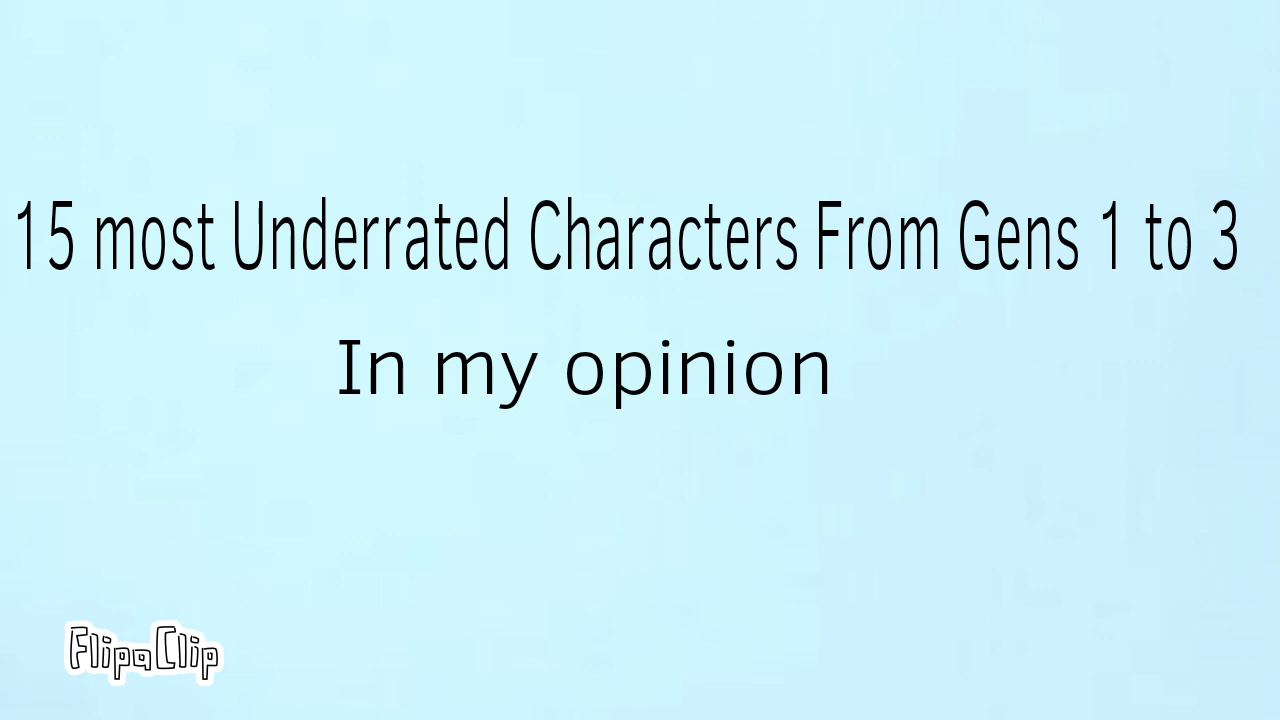 15 most Underrated Characters From Gens 1 to 3
In my opinion
FlipaClip